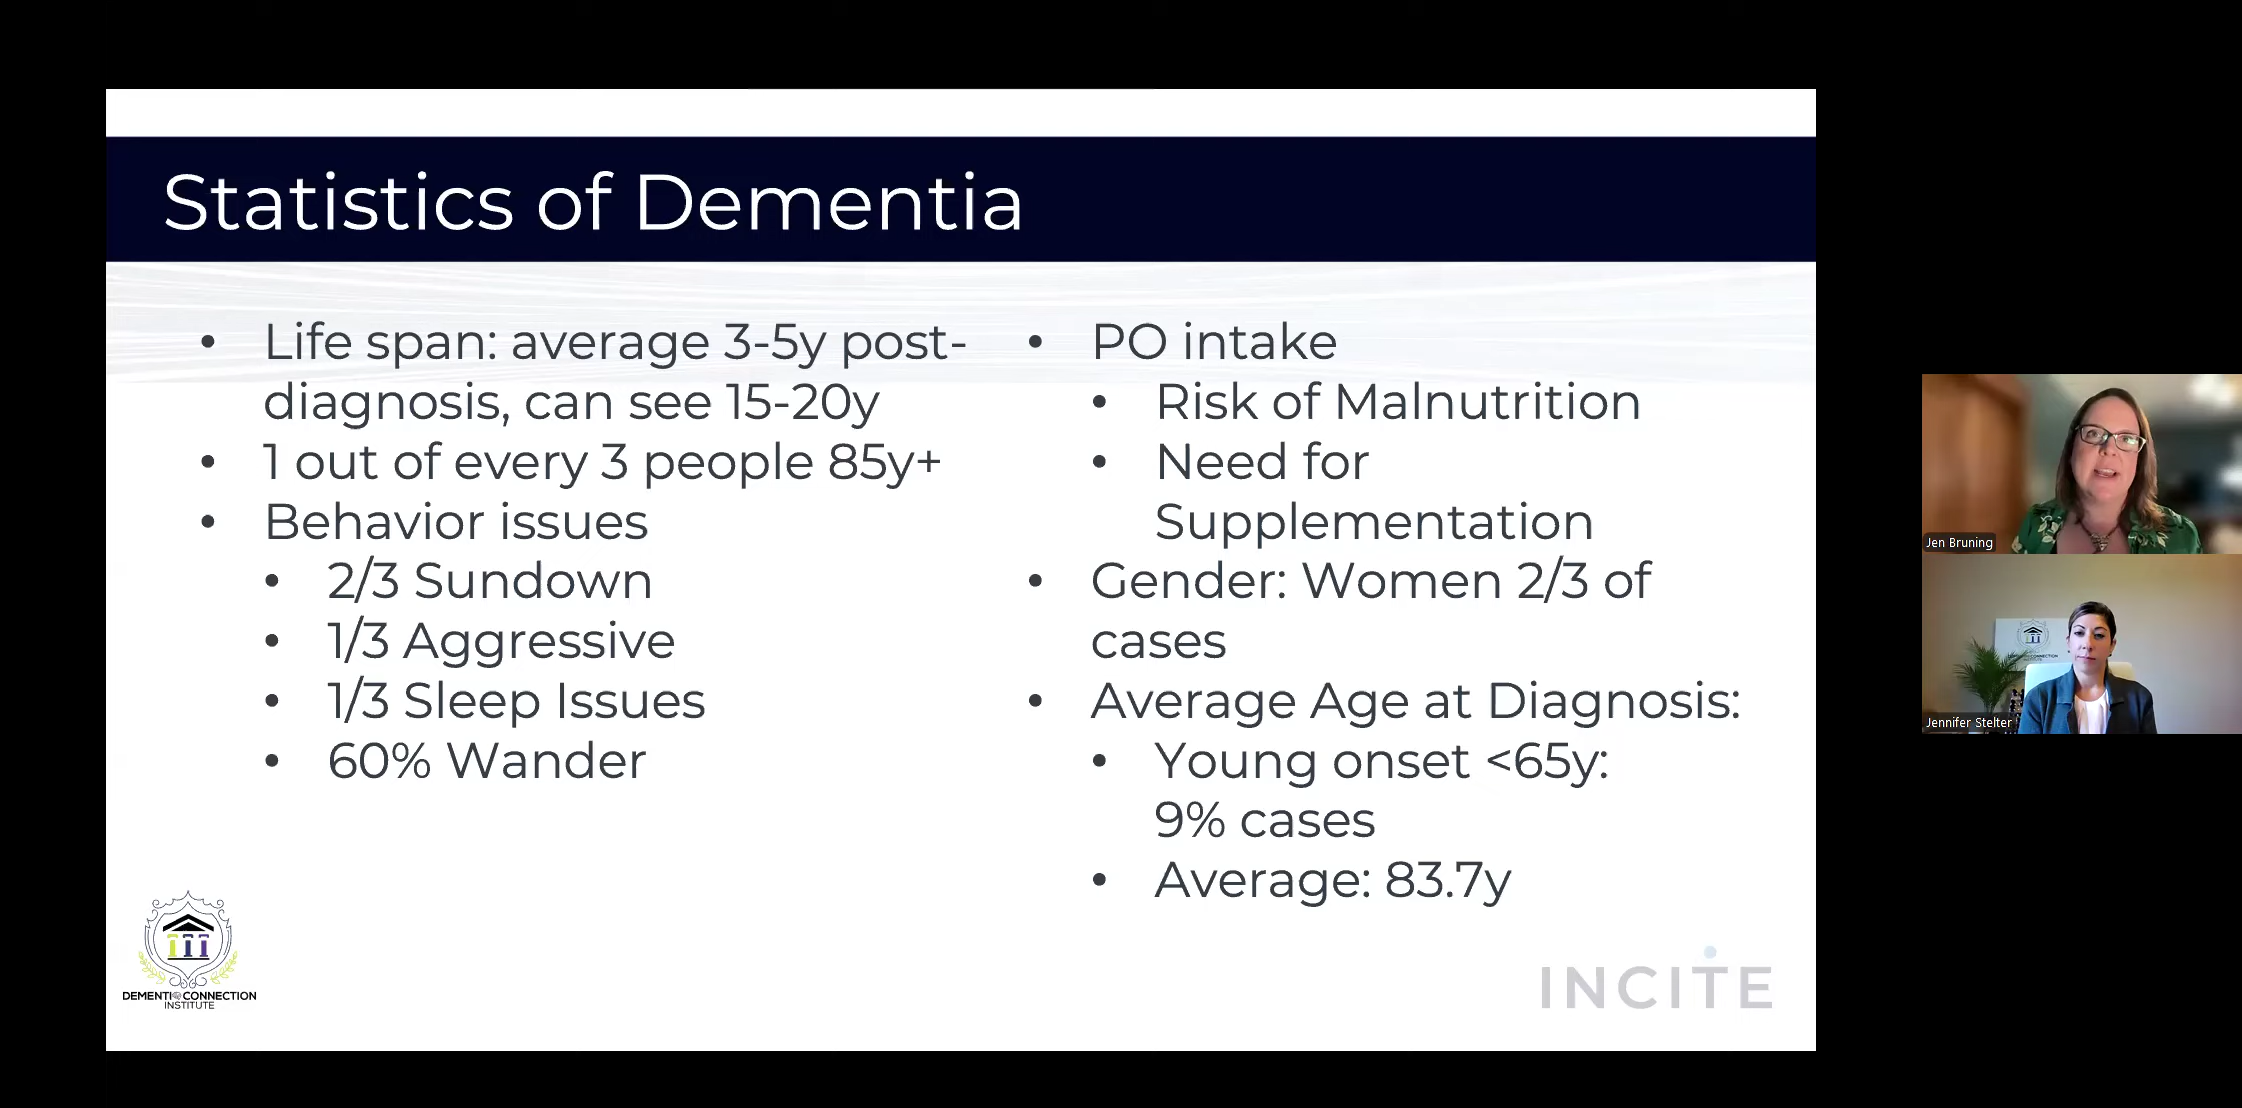 Statistics of Dementia
• Life span: average 3-5y post-
diagnosis, can see 15-20y
• 1 out of every 3 people 85y+
• Behavior issues
• 2/3 Sundown
• 1/3 Aggressive
• 1/3 Sleep Issues
• 60% Wander
• PO intake
• Risk of Malnutrition
• Need for
Supplementation
• Gender: Women 2/3 of
cases
• Average Age at Diagnosis:
• Young onset <65y:
9% cases
• Average: 83.7y
DEMENTI CONNECTION
INSTITUTE
INCITE
Jen Bruning
Jennifer Stelter